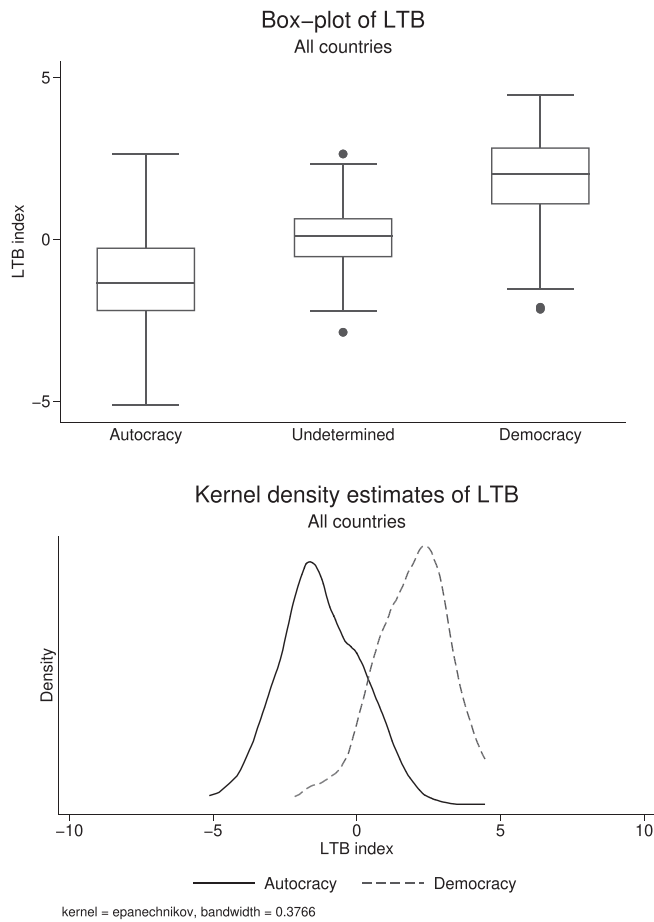 Box−plot of LTB
All countries
5
0
−5
LTB index
Autocracy
Undetermined
Democracy
Kernel density estimates of LTB
All countries
Density
−10
−5
0
5
10
LTB index
Autocracy
Democracy
kernel = epanechnikov, bandwidth = 0.3766